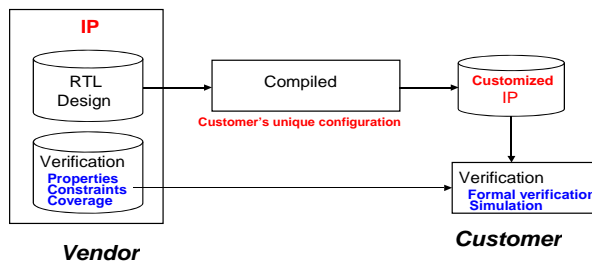 IP
RTL
Design
Verification
Properties
Constraints
Coverage
Vendor
Compiled
Customer's unique configuration
Customized
IP
Verification
Formal verification
Simulation
Customer